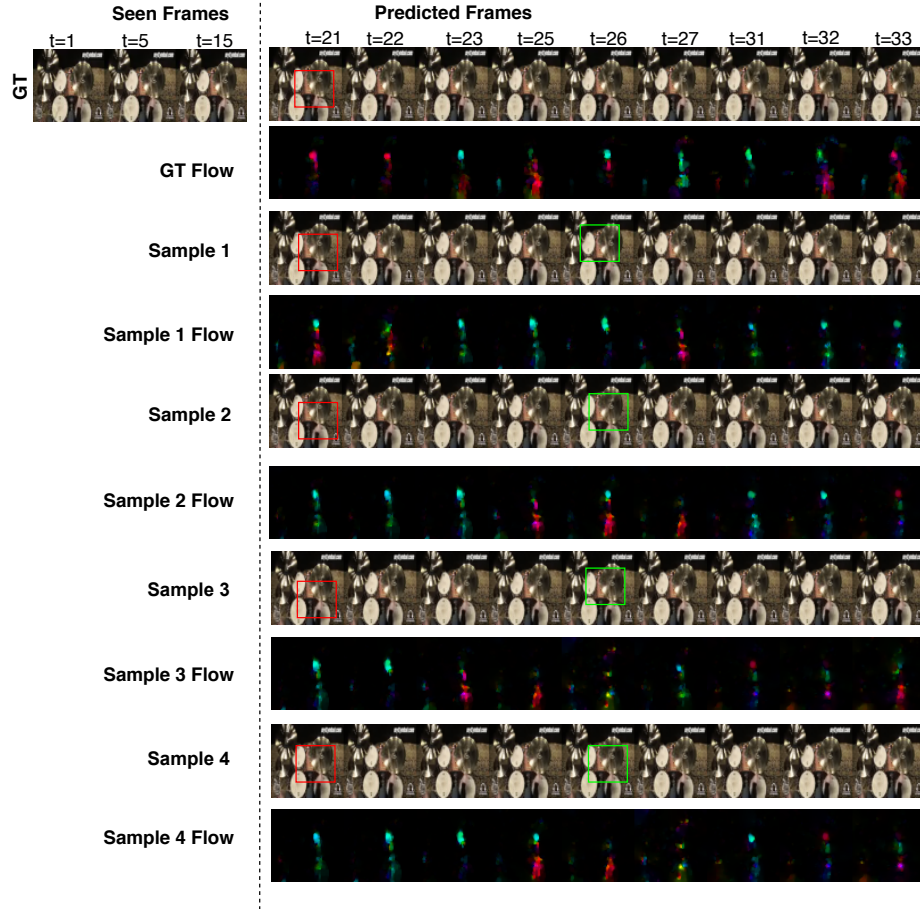 Seen Frames
Predicted Frames
t=1 t=5 t=15 t=21 t=22 t=23 t=25 t=26 t=27 t=31 t=32 t=33
GT
GT Flow
Sample 1
Sample 1 Flow
Sample 2
Sample 2 Flow
Sample 3
Sample 3 Flow
Sample 4
Sample 4 Flow